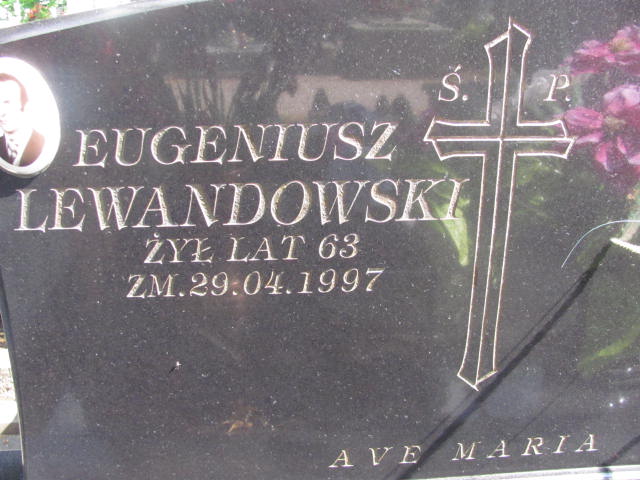 Ś. P.
EUGENIUSZ
LEWANDOWSKI
ŻYŁ LAT 63
ZM. 29.04.1997
AVE MARIA